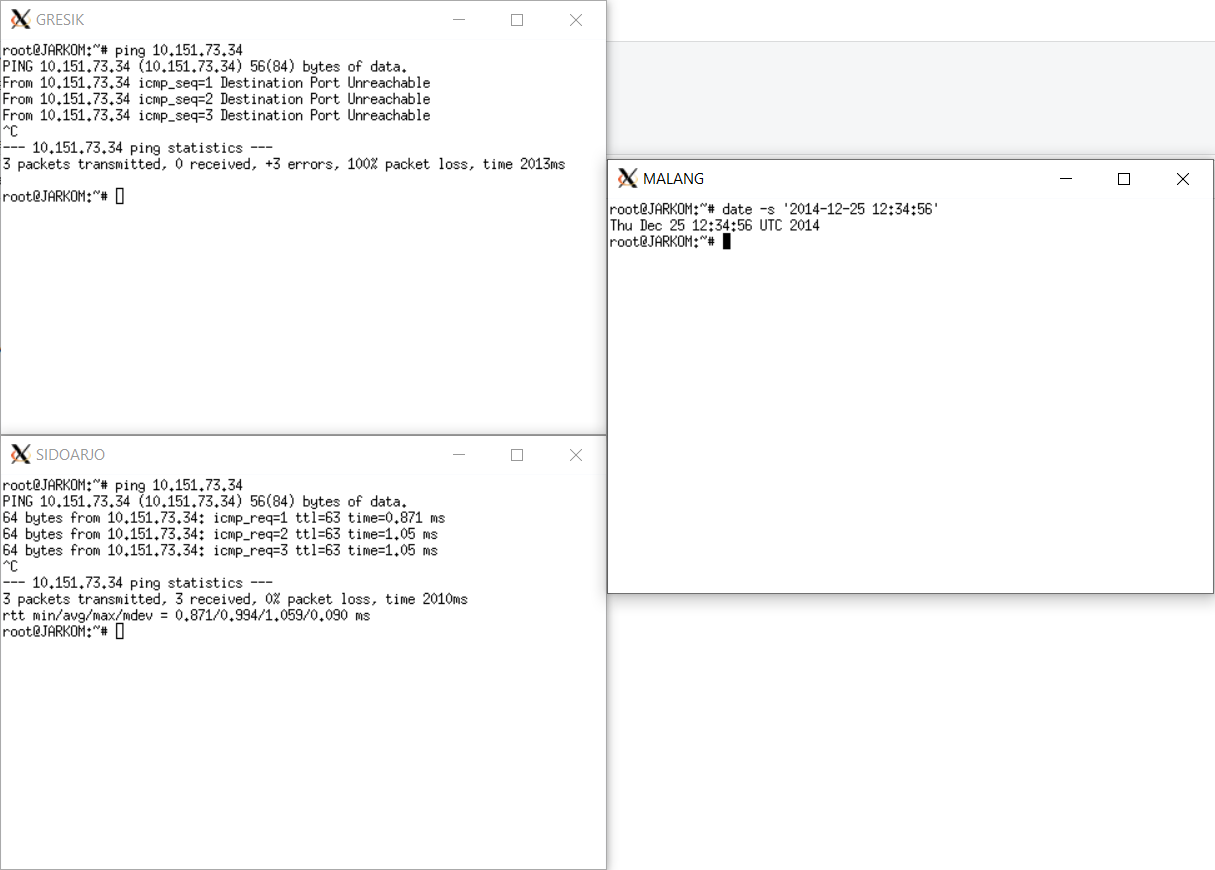 GRESIK
root@JARKOM:~# ping 10.151.73.34
PING 10.151.73.34 (10.151.73.34) 56(84) bytes of data.
From 10.151.73.34 icmp_seq=1 Destination Port Unreachable
From 10.151.73.34 icmp_seq=2 Destination Port Unreachable
From 10.151.73.34 icmp_seq=3 Destination Port Unreachable
^C
--- 10.151.73.34 ping statistics ---
3 packets transmitted, 0 received, +3 errors, 100% packet loss, time 2013ms
root@JARKOM:~#
MALANG
root@JARKOM:~# date -s '2014-12-25 12:34:56'
Thu Dec 25 12:34:56 UTC 2014
root@JARKOM:~#
SIDOARJO
root@JARKOM:~# ping 10.151.73.34
PING 10.151.73.34 (10.151.73.34) 56(84) bytes of data.
64 bytes from 10.151.73.34: icmp_req=1 ttl=63 time=0.871 ms
64 bytes from 10.151.73.34: icmp_req=2 ttl=63 time=1.05 ms
64 bytes from 10.151.73.34: icmp_req=3 ttl=63 time=1.05 ms
^C
--- 10.151.73.34 ping statistics ---
3 packets transmitted, 3 received, 0% packet loss, time 2010ms
rtt min/avg/max/mdev = 0.871/0.994/1.059/0.090 ms
root@JARKOM:~#